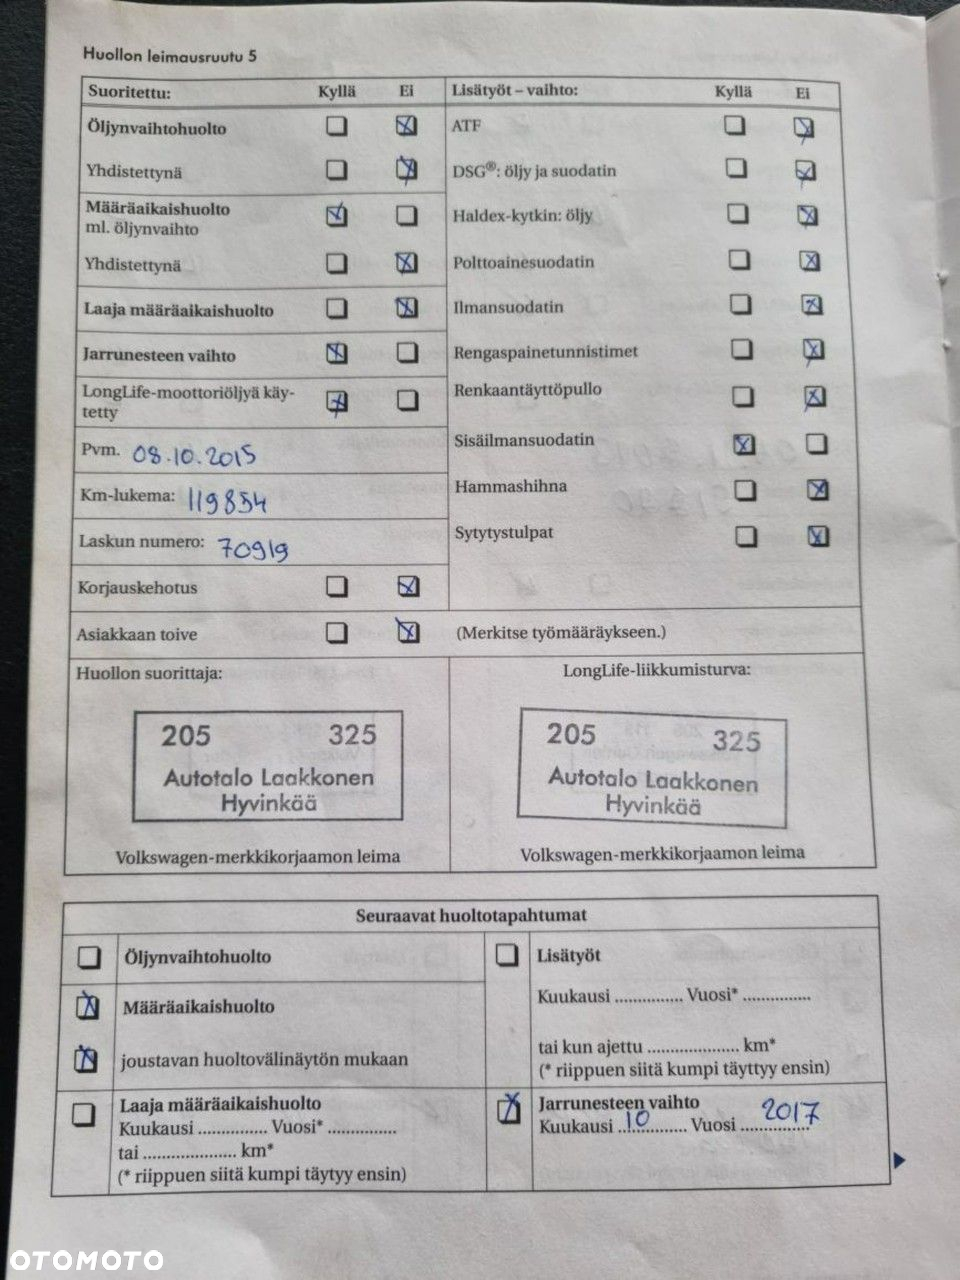 Huollon leimausruutu 5
Suoritettu: Kyllä Ei
Öljynvaihtohuolto
Yhdistettynä
Määräaikaishuolto
ml. öljynvaihto
Yhdistettynä
Laaja määräaikaishuolto
Jarrunesteen vaihto
LongLife-moottoriöljyä käy-
tetty
Pvm. 08.10.2015
Km-lukema: 119854
Laskun numero: 70919
Korjauskehotus
Asiakkaan toive
Lisätyöt – vaihto: Kyllä Ei
ATF
DSG®: öljy ja suodatin
Haldex-kytkin: öljy
Polttoainesuodatin
Ilmansuodatin
Rengaspainetunnistimet
Renkaantäyttöpullo
Sisäilmansuodatin
Hammashihna
Sytytystulpat
(Merkitse työmääräykseen.)
Huollon suorittaja:
205 325
Autotalo Laakkonen
Hyvinkää
Volkswagen-merkkikorjaamon leima
LongLife-liikkumisturva:
205 325
Autotalo Laakkonen
Hyvinkää
Volkswagen-merkkikorjaamon leima
Seuraavat huoltotapahtumat
Öljynvaihtohuolto
Määräaikaishuolto
joustavan huoltovälinäytön mukaan
Laaja määräaikaishuolto
Kuukausi ............... Vuosi* ...............
tai .................... km*
(* riippuen siitä kumpi täytyy ensin)
Lisätyöt
Kuukausi ............... Vuosi* ...............
tai kun ajettu .................... km*
(* riippuen siitä kumpi täyttyy ensin)
Jarrunesteen vaihto
Kuukausi ...10......... Vuosi ...2017...
OTOMOTO